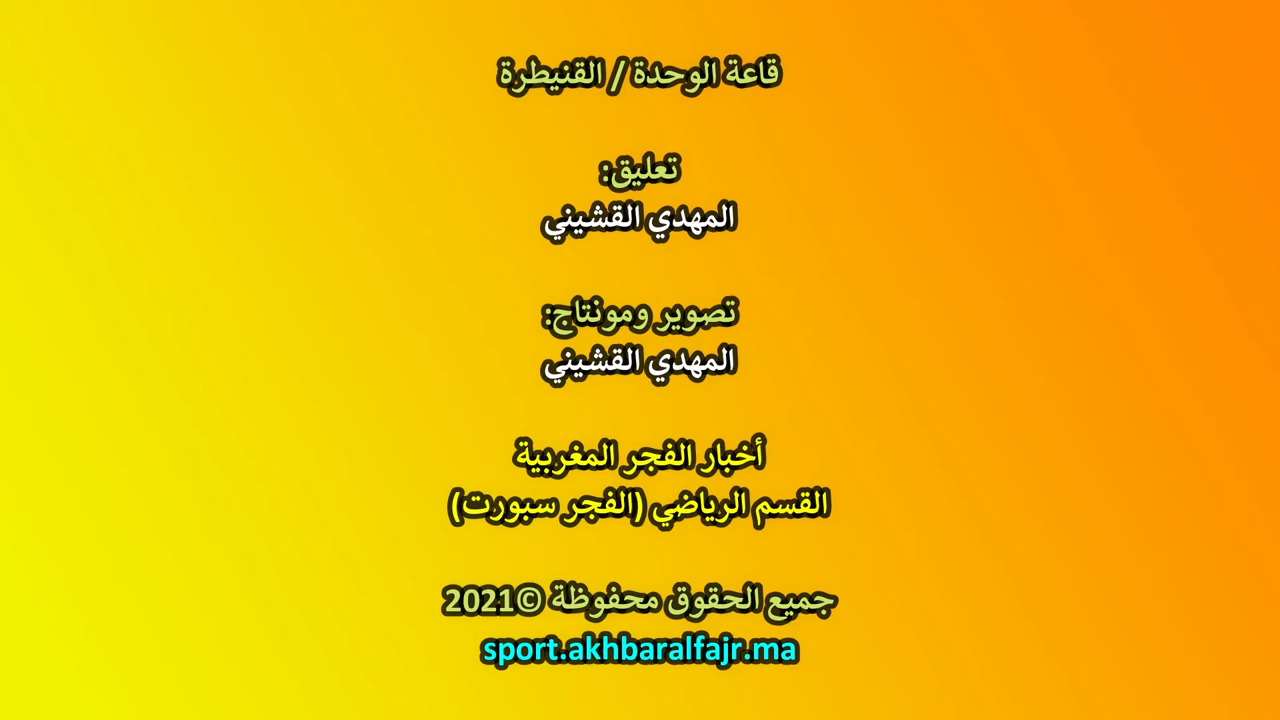 قاعة الوحدة / القنيطرة
تعليق:
المهدي القشيني
تصوير ومونتاج:
المهدي القشيني
أخبار الفجر المغربية
القسم الرياضي (الفجر سبورت)
جميع الحقوق محفوظة ©2021
sport.akhbaralfajr.ma